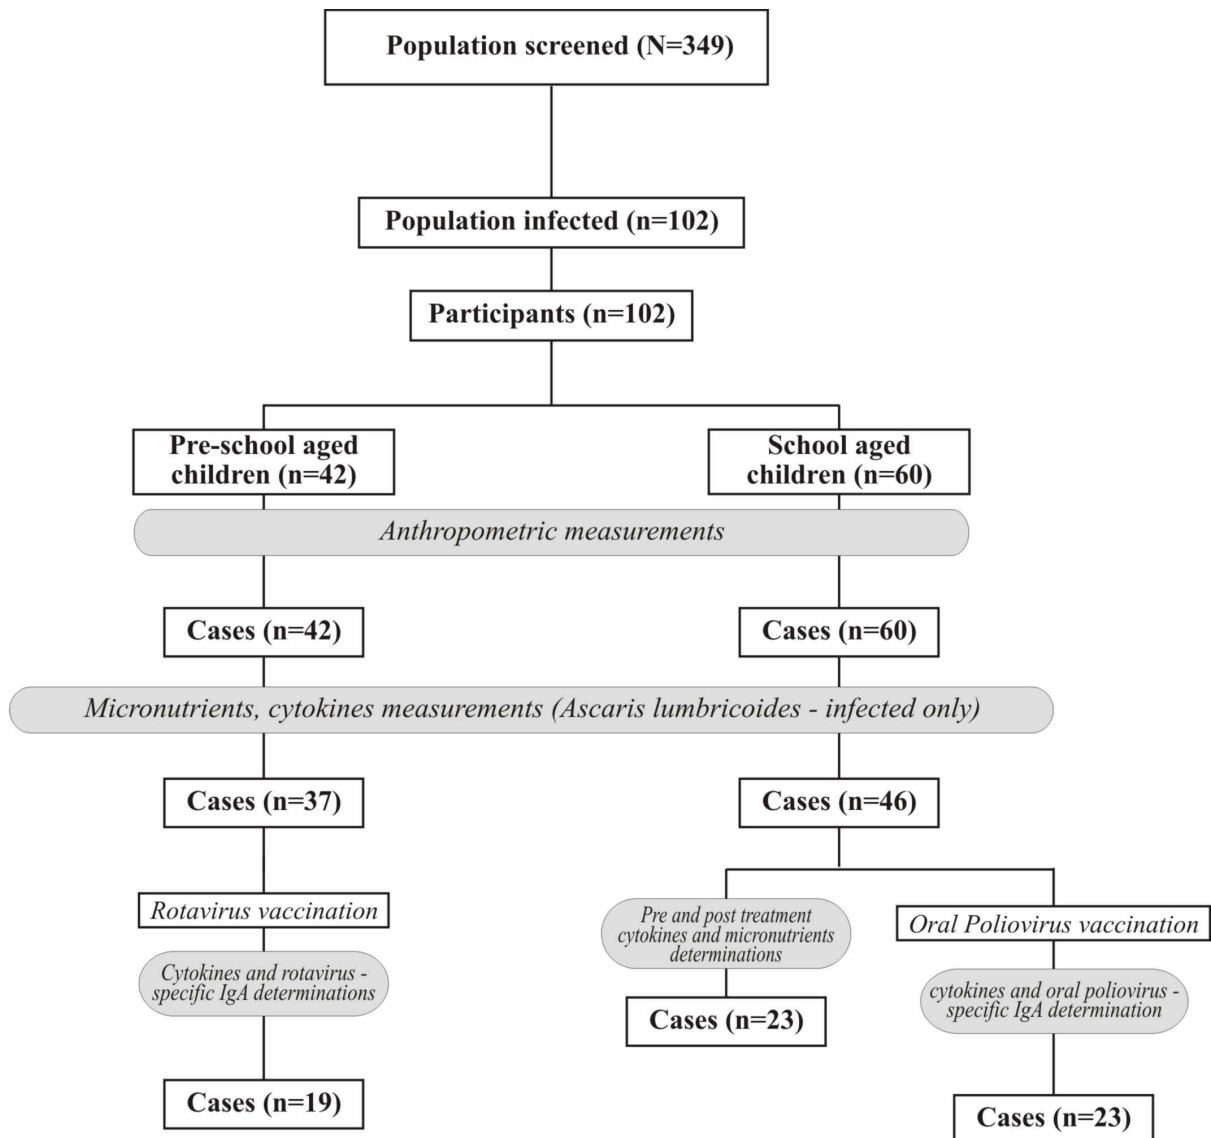 Population screened (N=349)
Population infected (n=102)
Participants (n=102)
Pre-school aged
children (n=42)
School aged
children (n=60)
Anthropometric measurements
Cases (n=42)
Cases (n=60)
Micronutrients, cytokines measurements (Ascaris lumbricoides - infected only)
Cases (n=37)
Cases (n=46)
Rotavirus vaccination
Cytokines and rotavirus -
specific IgA determinations
Cases (n=19)
Pre and post treatment
cytokines and micronutrients
determinations
Cases (n=23)
Oral Poliovirus vaccination
cytokines and oral poliovirus -
specific IgA determination
Cases (n=23)